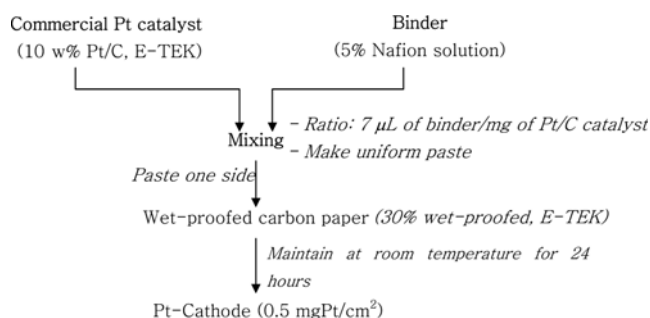 Commercial Pt catalyst
(10 w% Pt/C, E-TEK)
Binder
(5% Nafion solution)
Mixing
- Ratio: 7 μL of binder/mg of Pt/C catalyst
- Make uniform paste
Paste one side
Wet-proofed carbon paper (30% wet-proofed, E-TEK)
Maintain at room temperature for 24
hours
Pt-Cathode (0.5 mgPt/cm²)